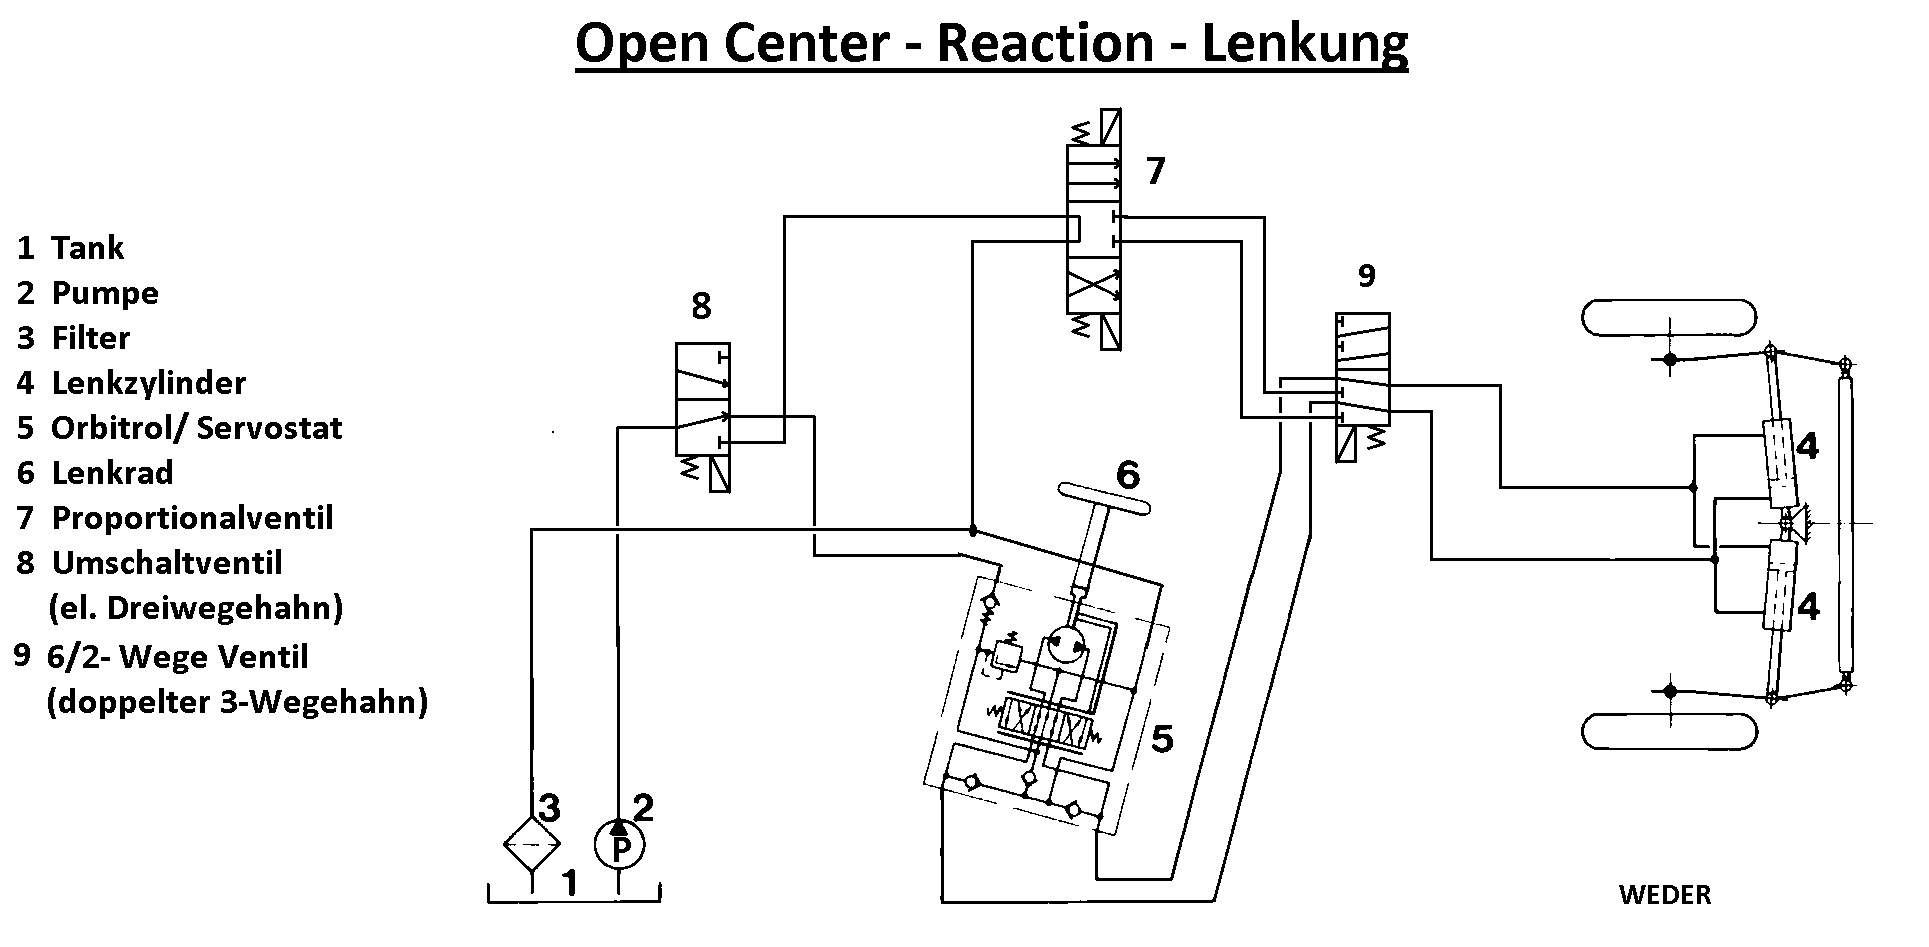 Open Center - Reaction - Lenkung
7
1 Tank
2 Pumpe
3 Filter
4 Lenkzylinder
5 Orbitrol/ Servostat
6 Lenkrad
7 Proportionalventil
8 Umschaltventil
(el. Dreiwegehahn)
9 6/2- Wege Ventil
(doppelter 3-Wegehahn)
8
9
6
4
4
5
3
2
P
1
WEDER